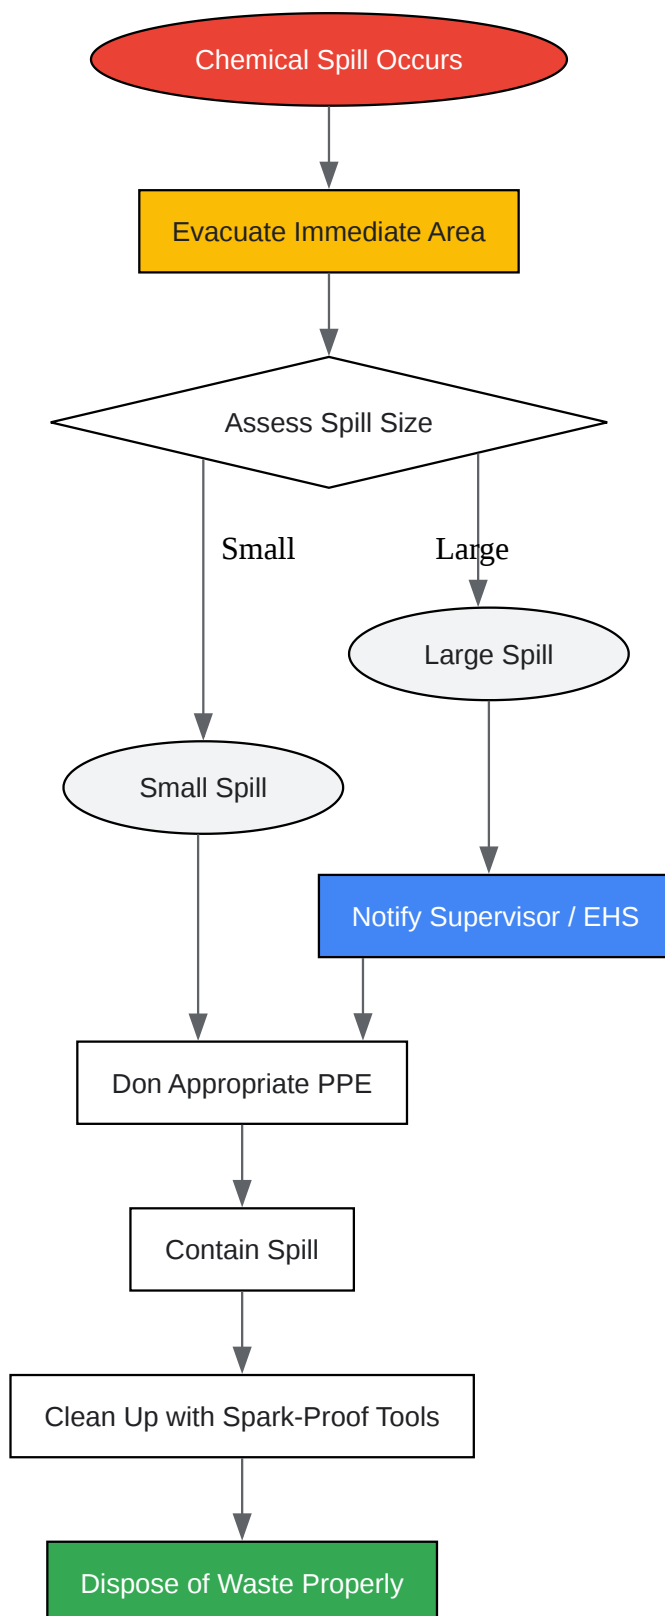 Chemical Spill Occurs
Evacuate Immediate Area
Assess Spill Size
Small
Large
Large Spill
Small Spill
Notify Supervisor / EHS
Don Appropriate PPE
Contain Spill
Clean Up with Spark-Proof Tools
Dispose of Waste Properly